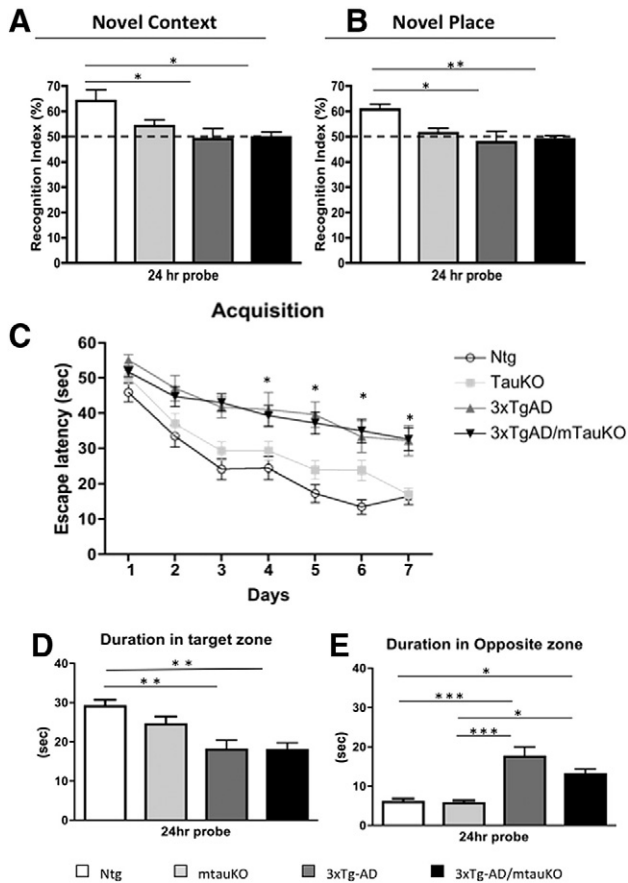 A Novel Context
B Novel Place
* *
* **
Recognition Index (%)
70
60
50
40
30
20
10
0
24 hr probe
Recognition Index (%)
70
60
50
40
30
20
10
0
24 hr probe
C Acquisition
Escape latency (sec)
60
50
40
30
20
10
0
* * * *
1 2 3 4 5 6 7
Days
Ntg
TauKO
3xTgAD
3xTgAD/mTauKO
D Duration in target zone
(sec)
40
30
20
10
0
**
**
24hr probe
E Duration in Opposite zone
(sec)
40
30
20
10
0
*
***
*
***
24hr probe
Ntg mtauKO 3xTg-AD 3xTg-AD/mtauKO